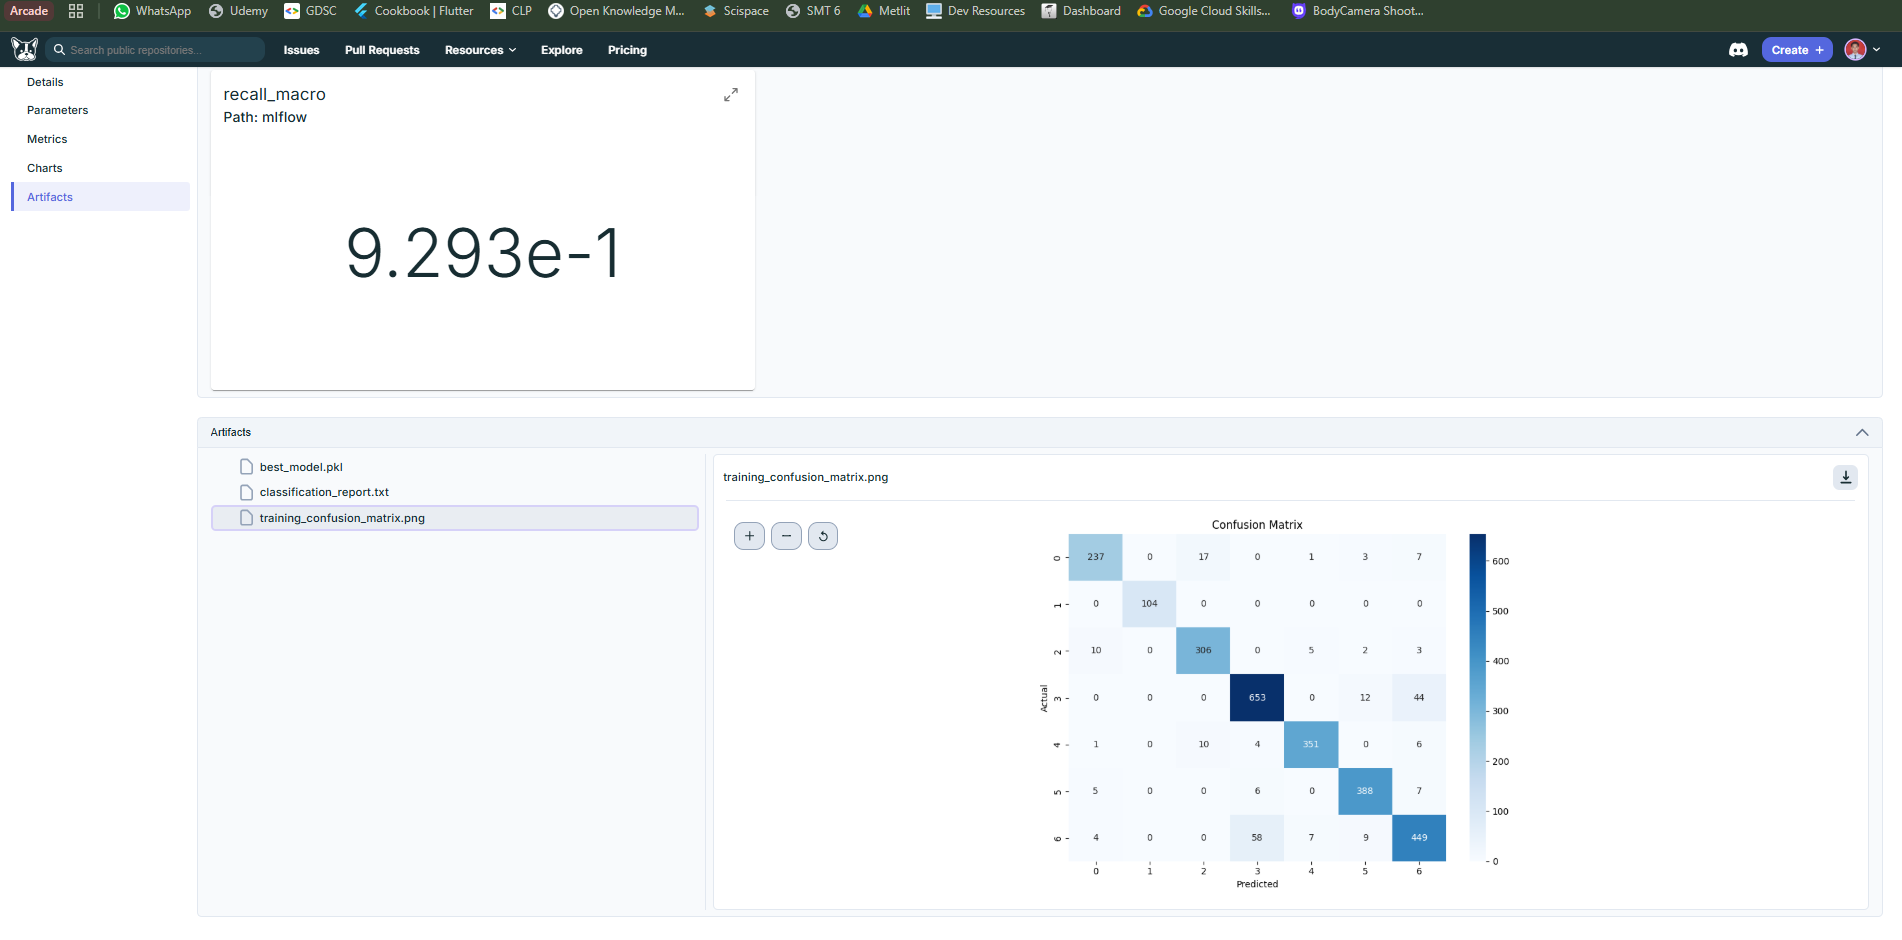 Arcade WhatsApp Udemy GDSC Cookbook | Flutter CLP Open Knowledge M... Scispace SMT 6 Metlit Dev Resources Dashboard Google Cloud Skills... BodyCamera Shoot...
Search public repositories... Issues Pull Requests Resources Explore Pricing Create +
Details
Parameters
Metrics
Charts
Artifacts
recall_macro
Path: mlflow
9.293e-1
Artifacts
best_model.pkl
classification_report.txt
training_confusion_matrix.png
training_confusion_matrix.png
Confusion Matrix
0 237 0 17 0 1 3 7
1 0 104 0 0 0 0 0
2 10 0 306 0 5 2 3
3 0 0 0 653 0 12 44
4 1 0 10 4 351 0 6
5 5 0 0 6 0 388 7
6 4 0 0 58 7 9 449
0 1 2 3 4 5 6
Predicted
Actual
600
500
400
300
200
100
0